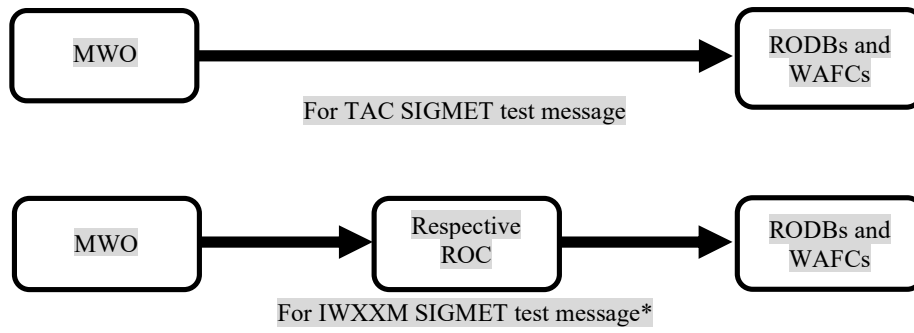 MWO
RODBs and
WAFCs
For TAC SIGMET test message
MWO
Respective
ROC
RODBs and
WAFCs
For IWXXM SIGMET test message*